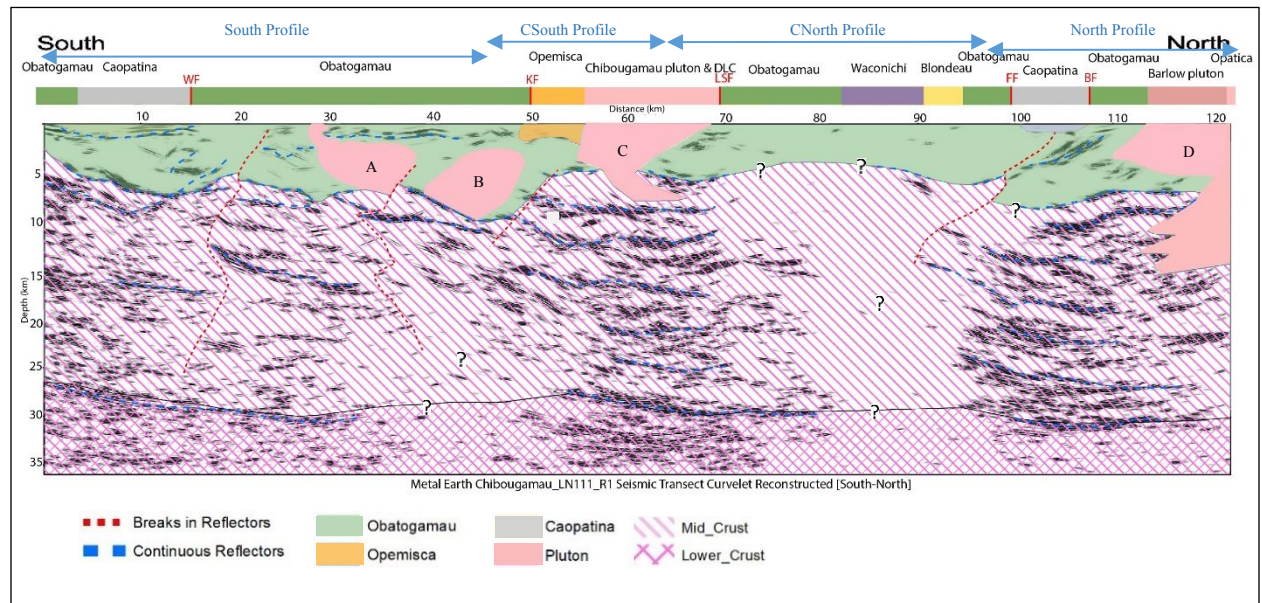 South Profile CSouth Profile CNorth Profile North Profile
South North
Opemisca Obatogamau Obatogamau Opatica
Obatogamau Caopatina Obatogamau Chibougamau pluton & DLC Obatogamau Waconichi Blondeau Caopatina Barlow pluton
WF KF LSF FF BF
Distance (km)
10 20 30 40 50 60 70 80 90 100 110 120
A B C D
? ? ?
5
10
15
?
Depth (km)
20
?
25
? ?
30
35
Metal Earth Chibougamau_LN111_R1 Seismic Transect Curvelet Reconstructed [South-North]
Breaks in Reflectors Obatogamau Caopatina Mid_Crust
Continuous Reflectors Opemisca Pluton Lower_Crust